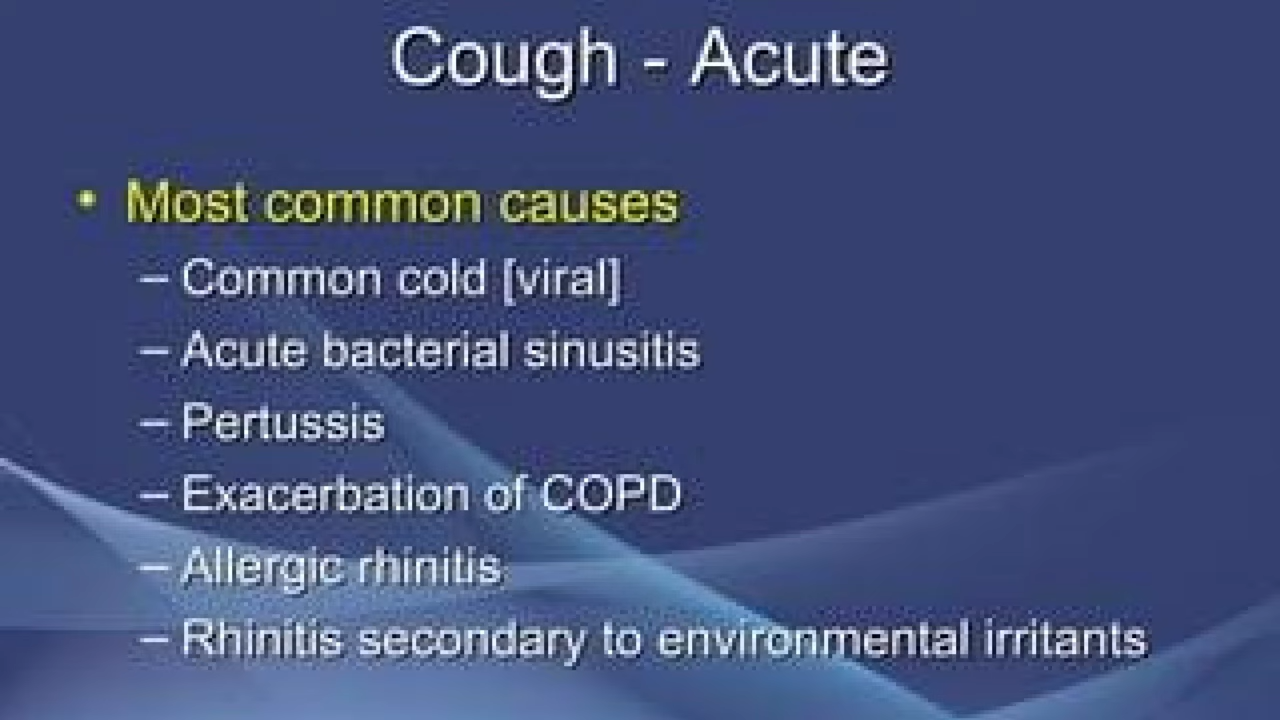 Cough - Acute
• Most common causes
– Common cold [viral]
– Acute bacterial sinusitis
– Pertussis
– Exacerbation of COPD
– Allergic rhinitis
– Rhinitis secondary to environmental irritants